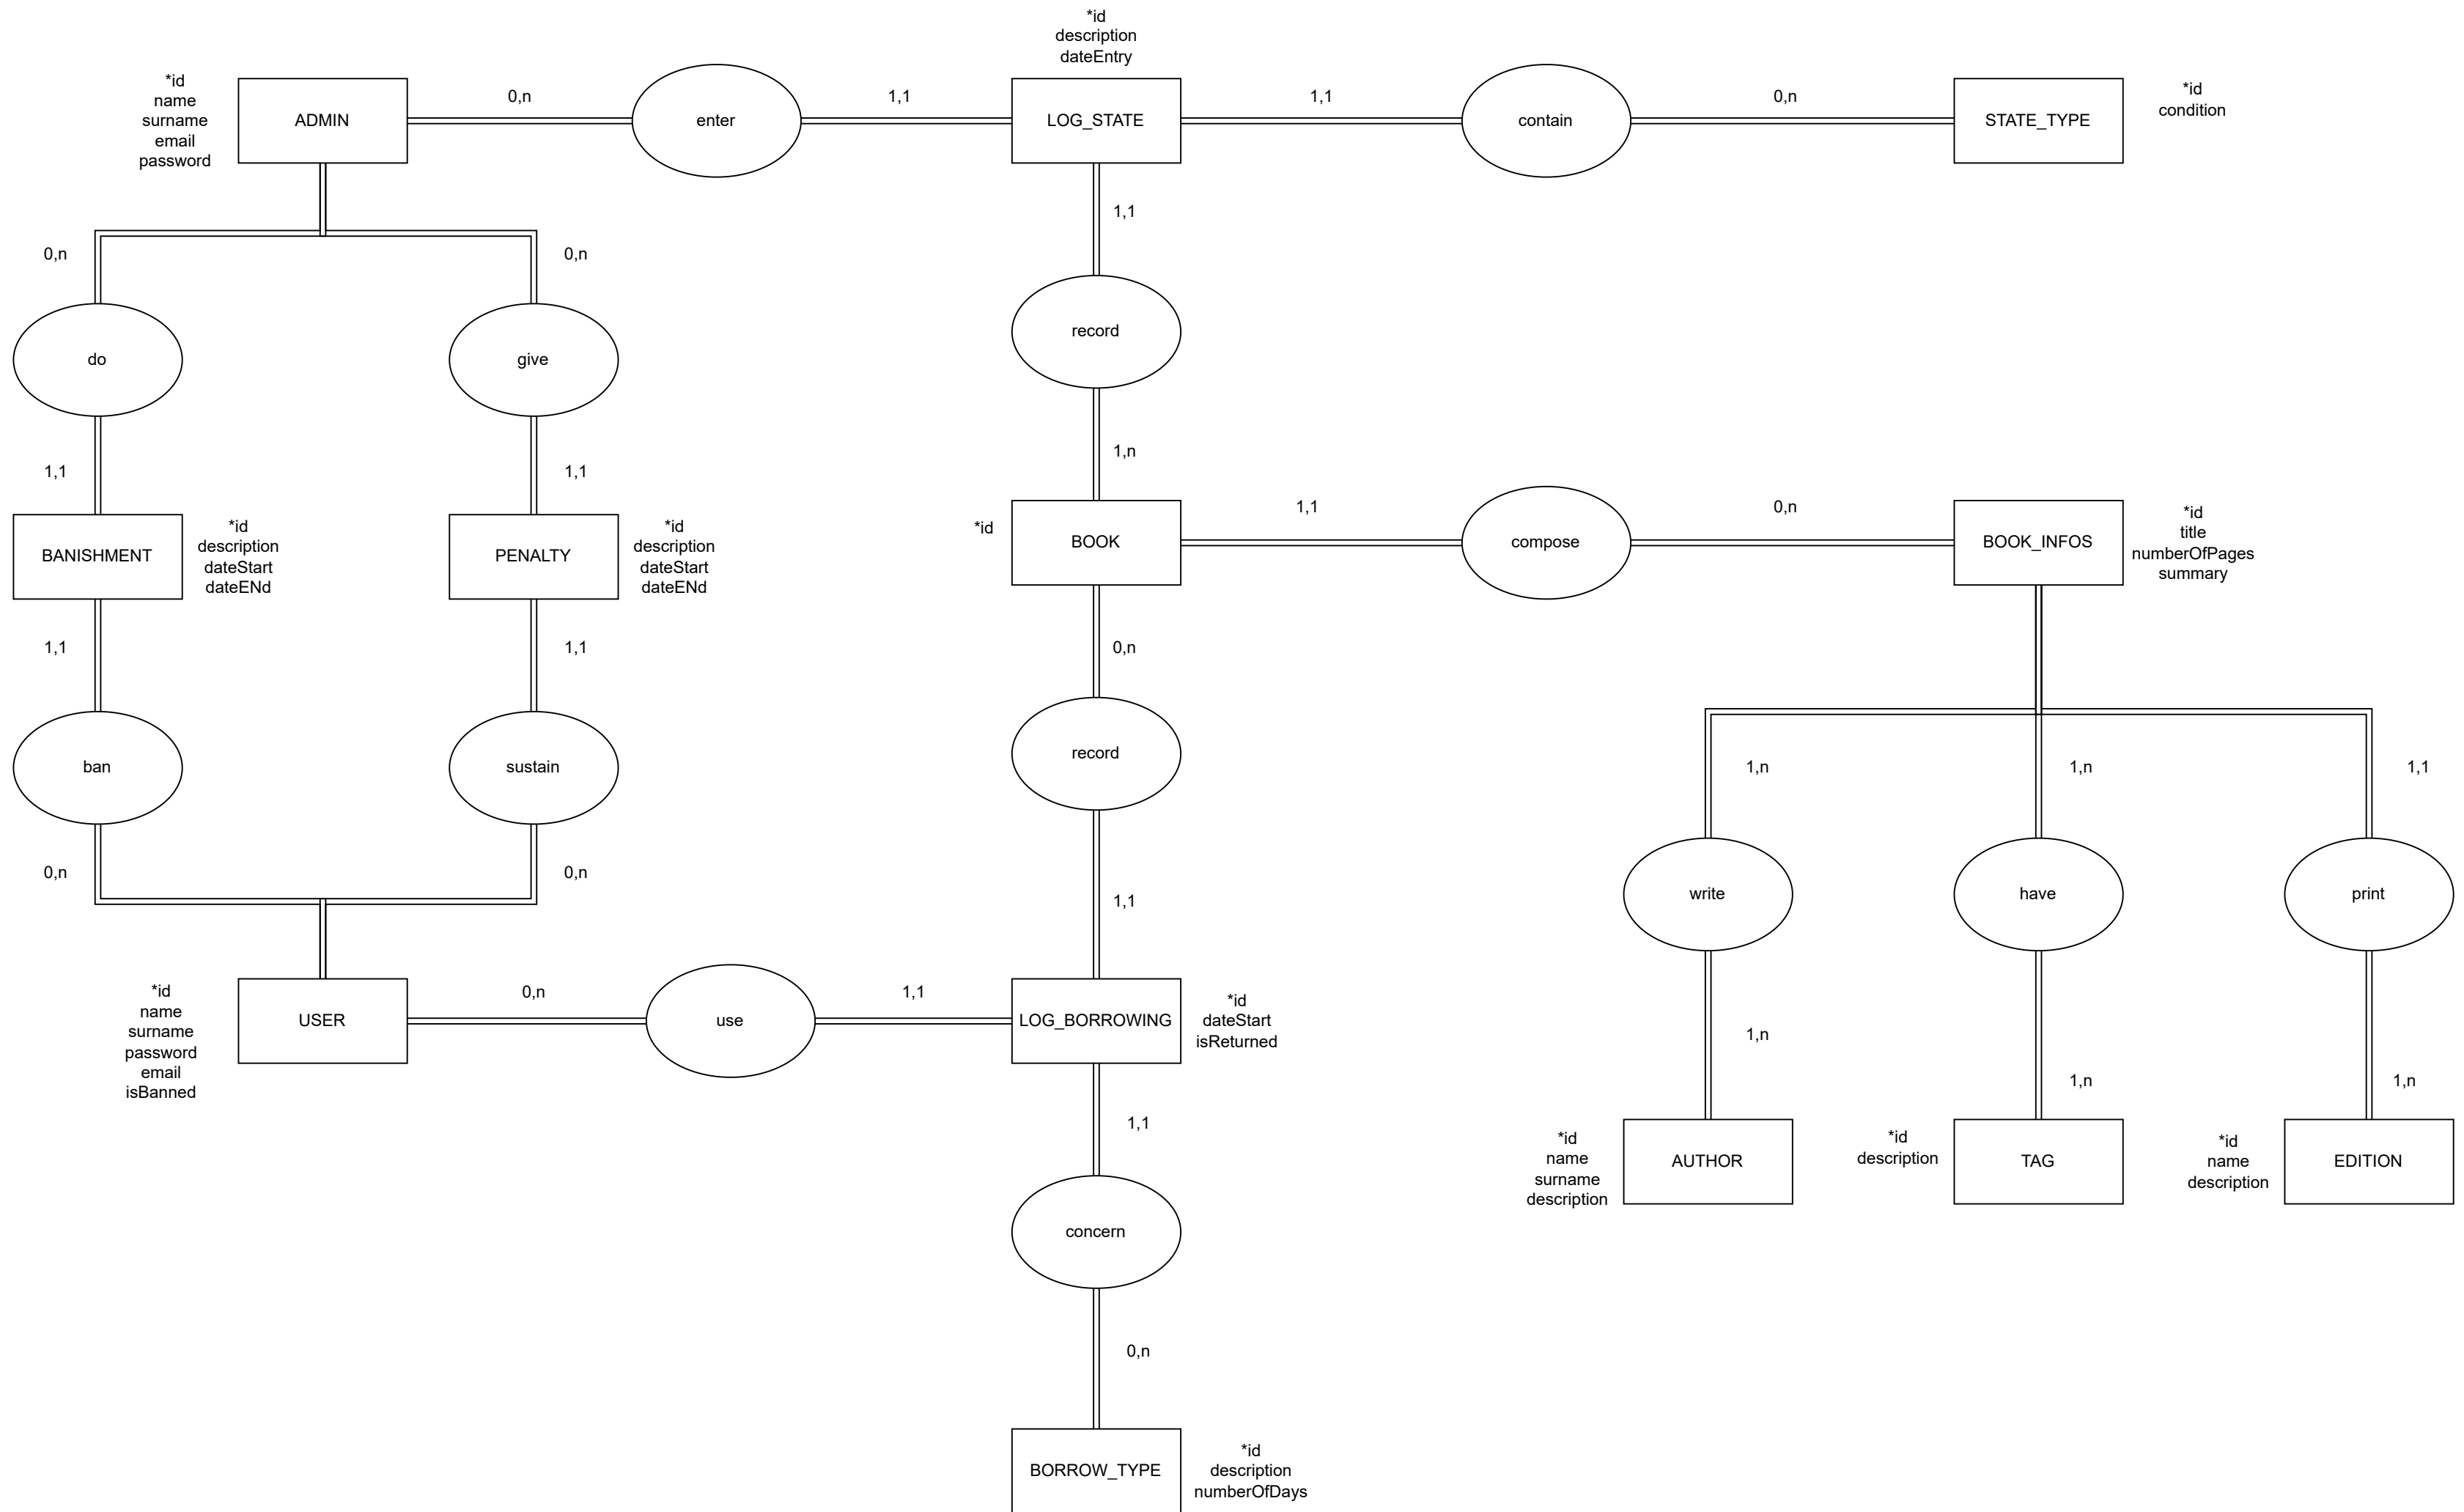 *id
description
dateEntry
*id
name
surname
email
password
ADMIN
0,n
enter
1,1
LOG_STATE
1,1
contain
0,n
STATE_TYPE
*id
condition
1,1
0,n
0,n
do
give
record
1,1
1,1
1,n
BANISHMENT
*id
description
dateStart
dateENd
PENALTY
*id
description
dateStart
dateENd
*id
BOOK
1,1
compose
0,n
BOOK_INFOS
*id
title
numberOfPages
summary
1,1
1,1
0,n
ban
sustain
record
1,n
1,n
1,1
0,n
0,n
write
have
print
1,1
*id
name
surname
password
email
isBanned
USER
0,n
use
1,1
LOG_BORROWING
*id
dateStart
isReturned
1,n
1,n
1,n
1,1
*id
name
surname
description
AUTHOR
*id
description
TAG
*id
name
description
EDITION
concern
0,n
BORROW_TYPE
*id
description
numberOfDays